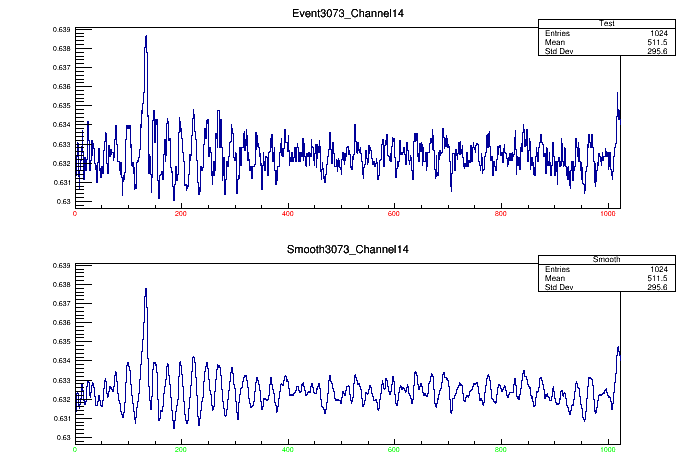 Event3073_Channel14
Test
Entries 1024
Mean 511.5
Std Dev 295.6
0.639
0.638
0.637
0.636
0.635
0.634
0.633
0.632
0.631
0.63
0 200 400 600 800 1000
Smooth3073_Channel14
Smooth
Entries 1024
Mean 511.5
Std Dev 295.6
0.639
0.638
0.637
0.636
0.635
0.634
0.633
0.632
0.631
0.63
0 200 400 600 800 1000